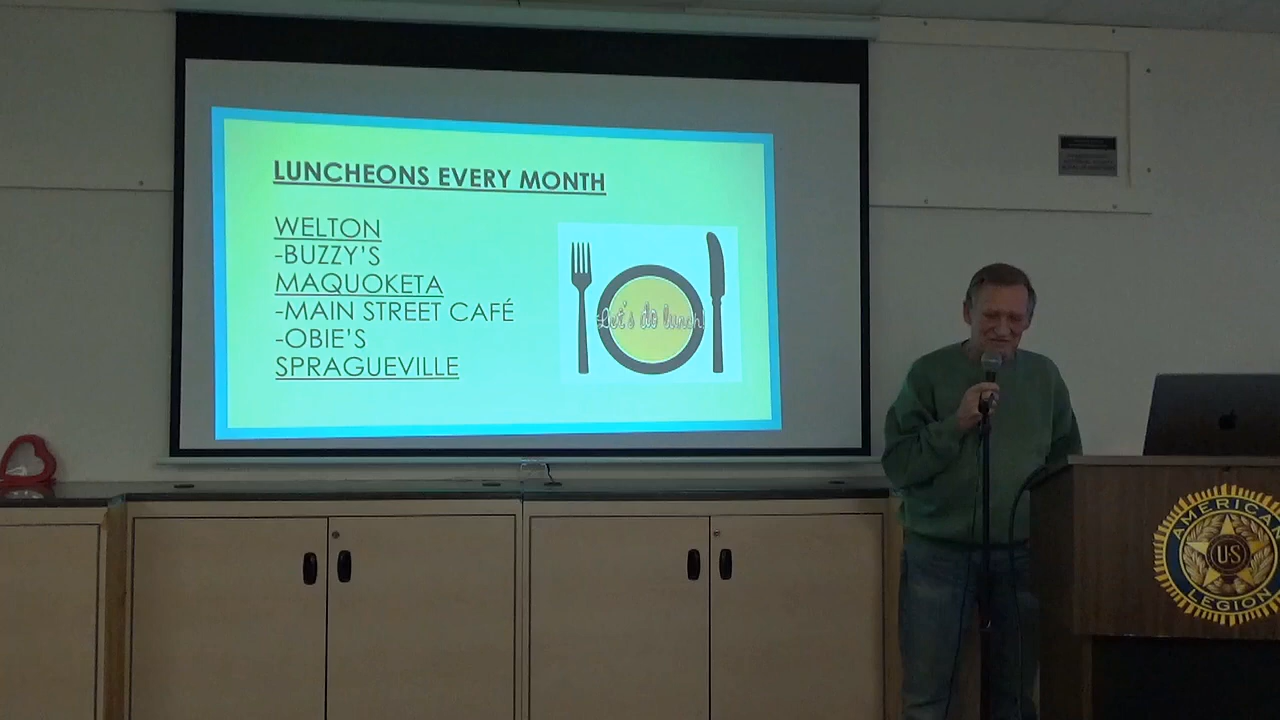 LUNCHEONS EVERY MONTH
WELTON
-BUZZY'S
MAQUOKETA
-MAIN STREET CAFÉ
-OBIE'S
SPRAGUEVILLE
Let's do lunch!
AMERICAN
US
LEGION